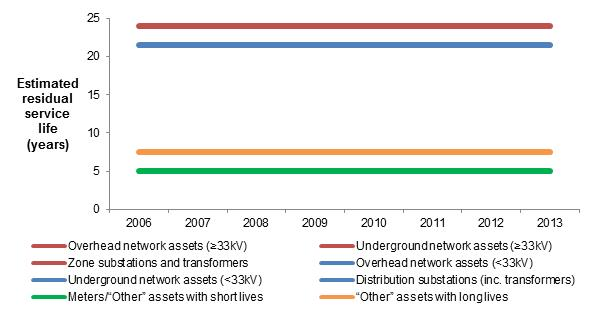 25
20
15
10
5
0
Estimated
residual
service
life
(years)
2006 2007 2008 2009 2010 2011 2012 2013
Overhead network assets (≥33kV) Underground network assets (≥33kV)
Zone substations and transformers Overhead network assets (<33kV)
Underground network assets (<33kV) Distribution substations (inc. transformers)
Meters/"Other" assets with short lives "Other" assets with long lives